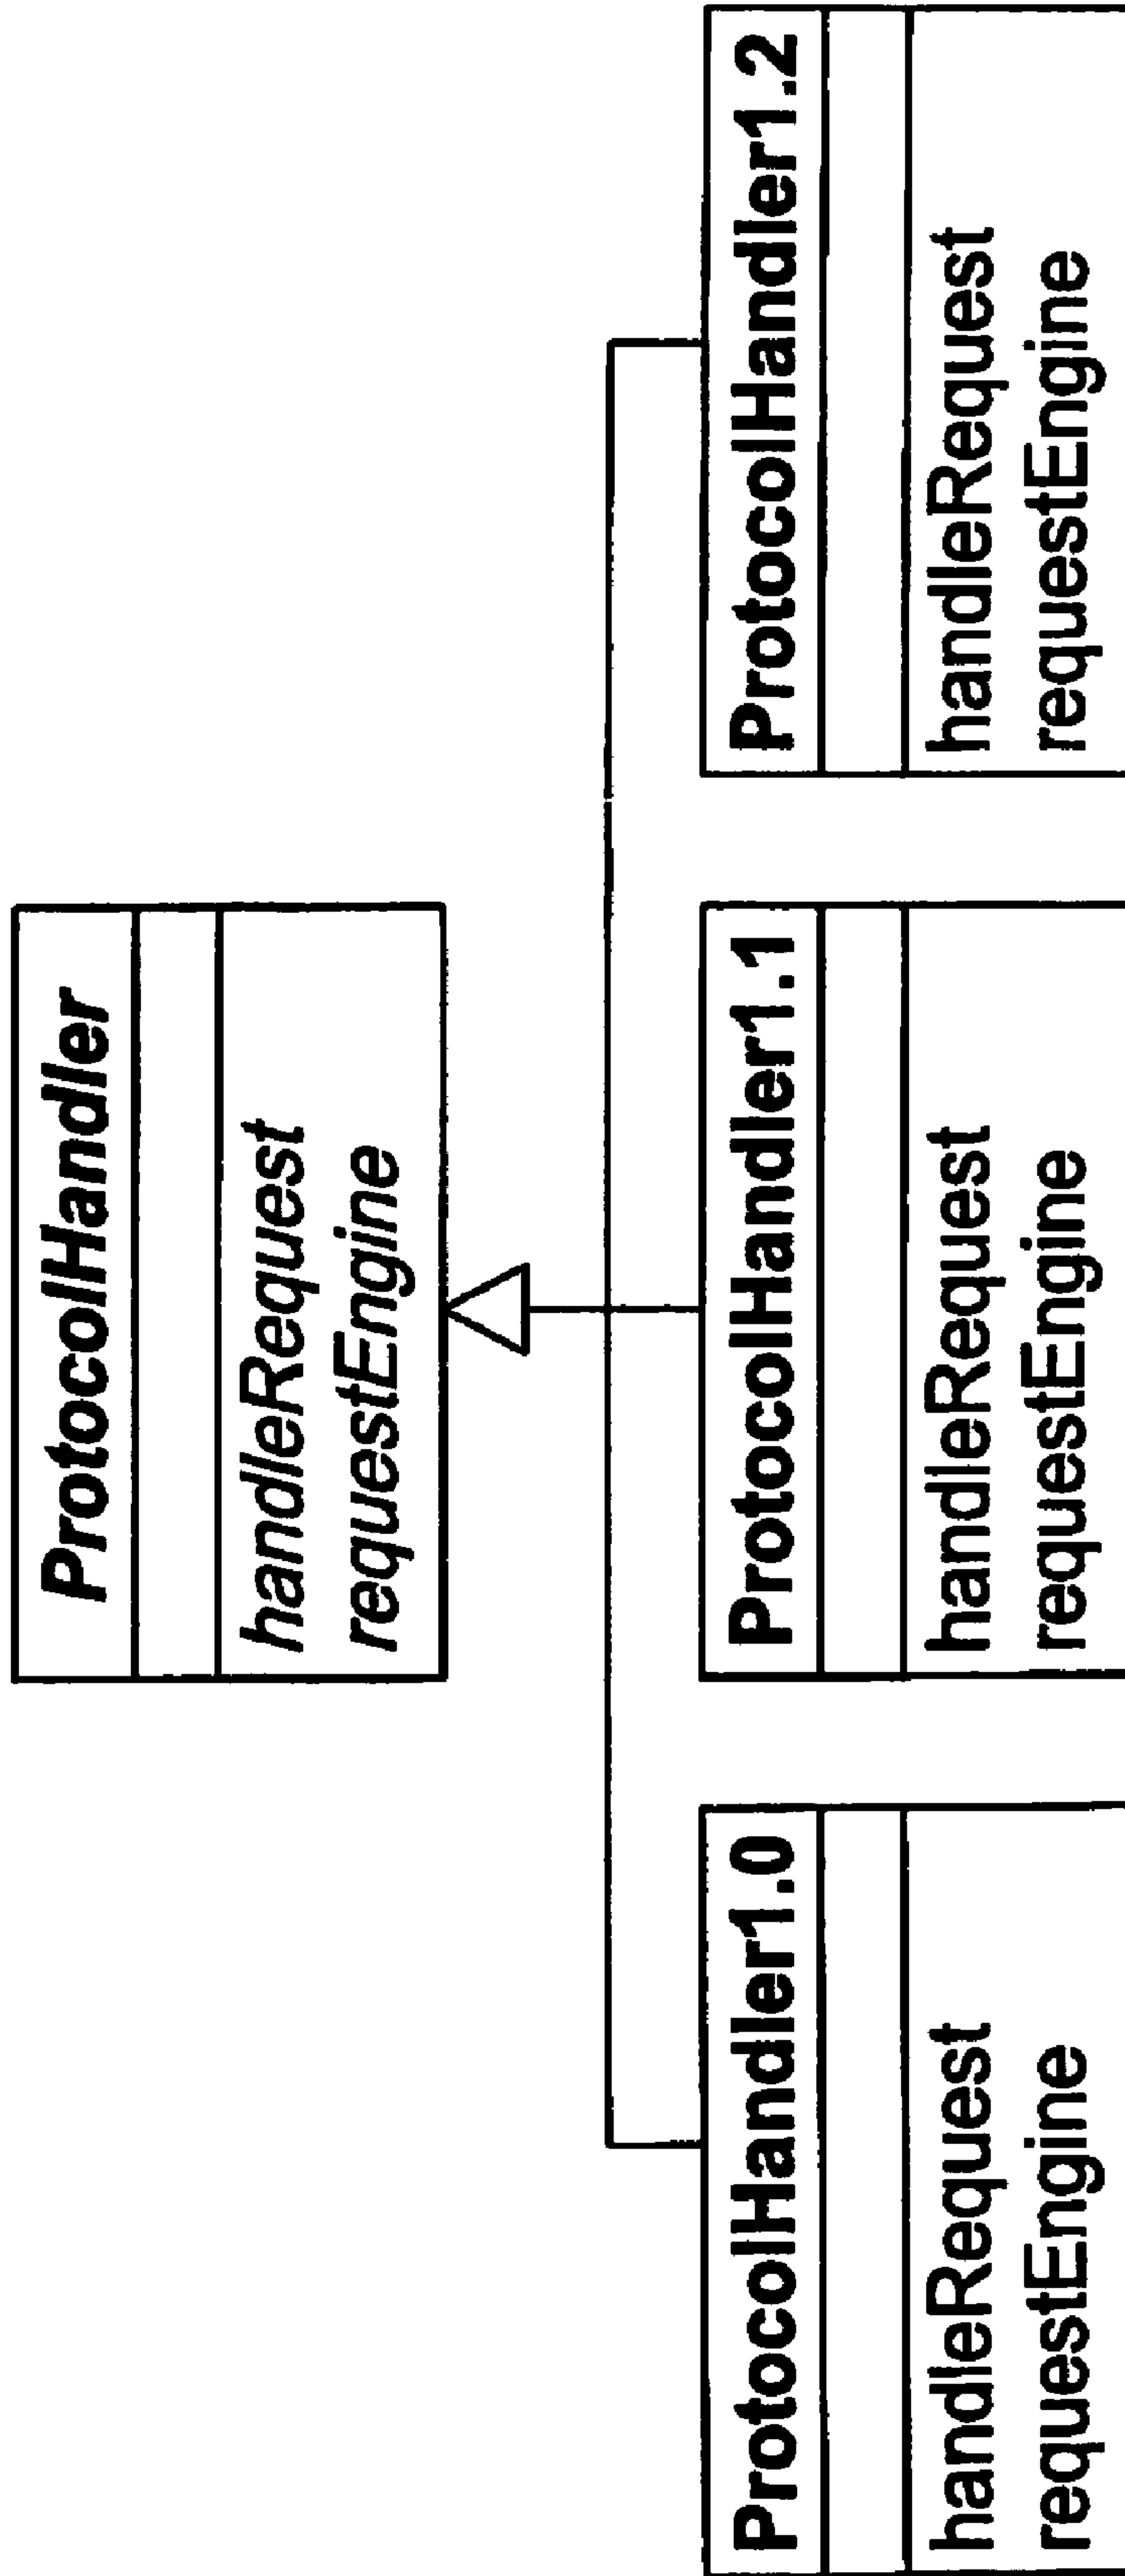 ProtocolHandler
handleRequest
requestEngine
ProtocolHandler1.0
handleRequest
requestEngine
ProtocolHandler1.1
handleRequest
requestEngine
ProtocolHandler1.2
handleRequest
requestEngine